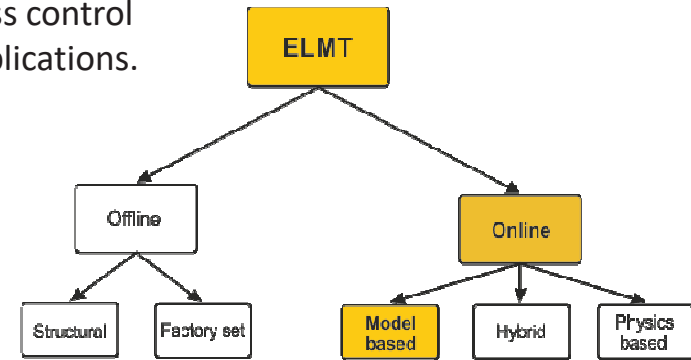 ss control
plications.
ELMT
Offline
Online
Structural
Factory set
Model
based
Hybrid
Physics
based